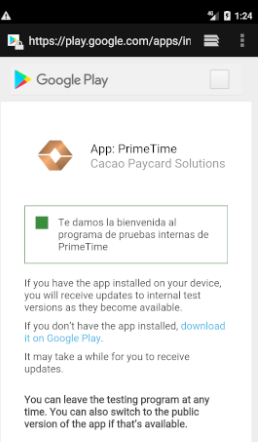 1:24
https://play.google.com/apps/in
Google Play
App: PrimeTime
Cacao Paycard Solutions
Te damos la bienvenida al
programa de pruebas internas de
PrimeTime
If you have the app installed on your device,
you will receive updates to internal test
versions as they become available.
If you don't have the app installed, download
it on Google Play.
It may take a while for you to receive
updates.
You can leave the testing program at any
time. You can also switch to the public
version of the app if that's available.